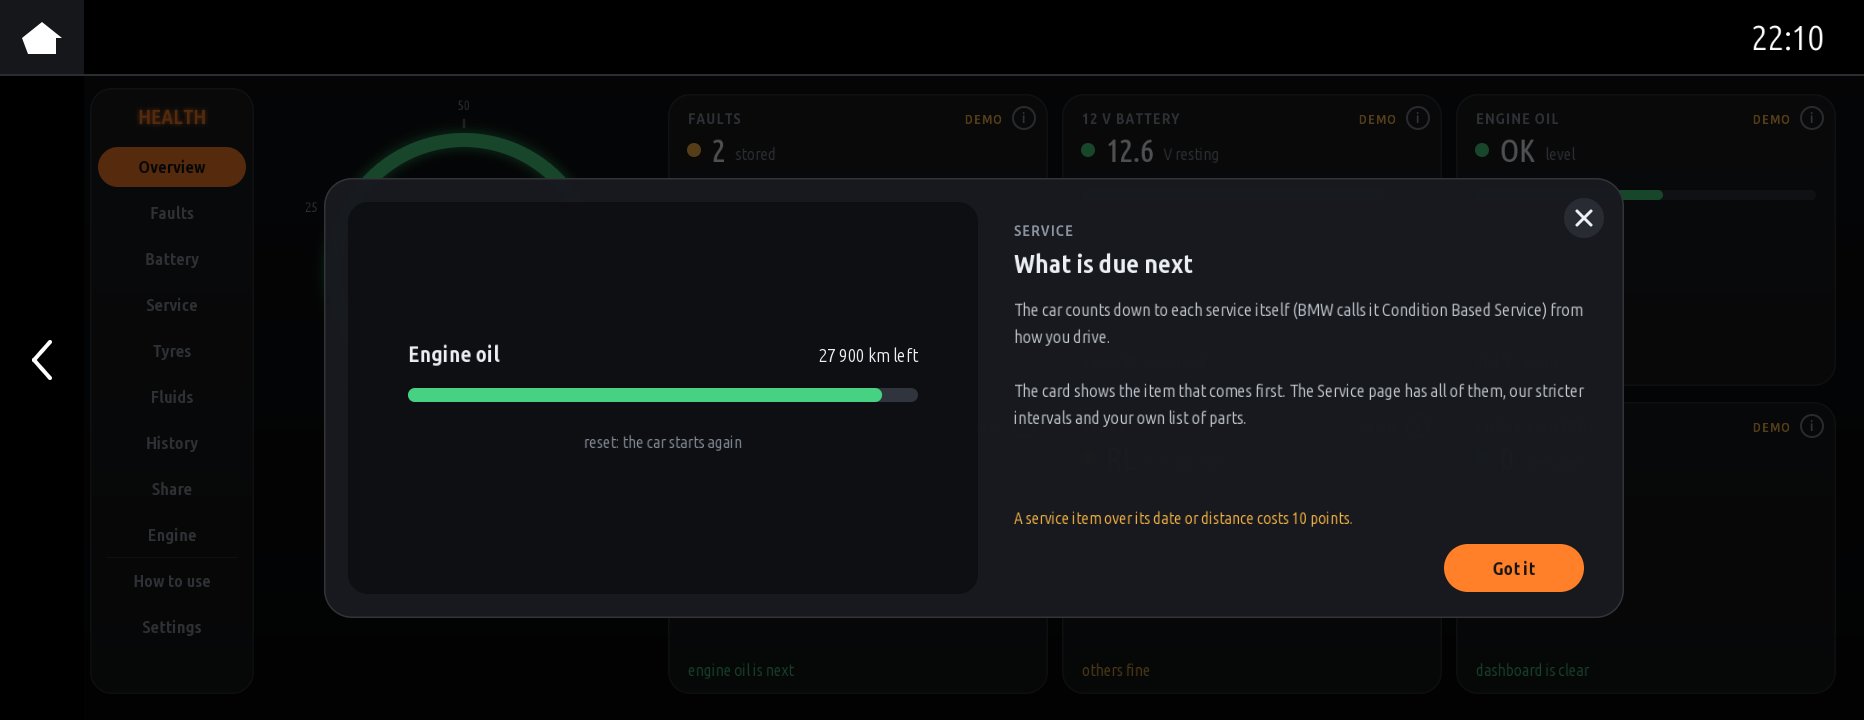 22:10
HEALTH
Overview
Faults
Battery
Service
Tyres
Fluids
History
Share
Engine
How to use
Settings
50
25
FAULTS
DEMO
i
2 stored
12 V BATTERY
DEMO
i
12.6 V resting
ENGINE OIL
DEMO
i
OK level
Engine oil
27 900 km left
reset: the car starts again
SERVICE
What is due next
The car counts down to each service itself (BMW calls it Condition Based Service) from
how you drive.
The card shows the item that comes first. The Service page has all of them, our stricter
intervals and your own list of parts.
A service item over its date or distance costs 10 points.
Got it
DEMO
i
engine oil is next
others fine
dashboard is clear